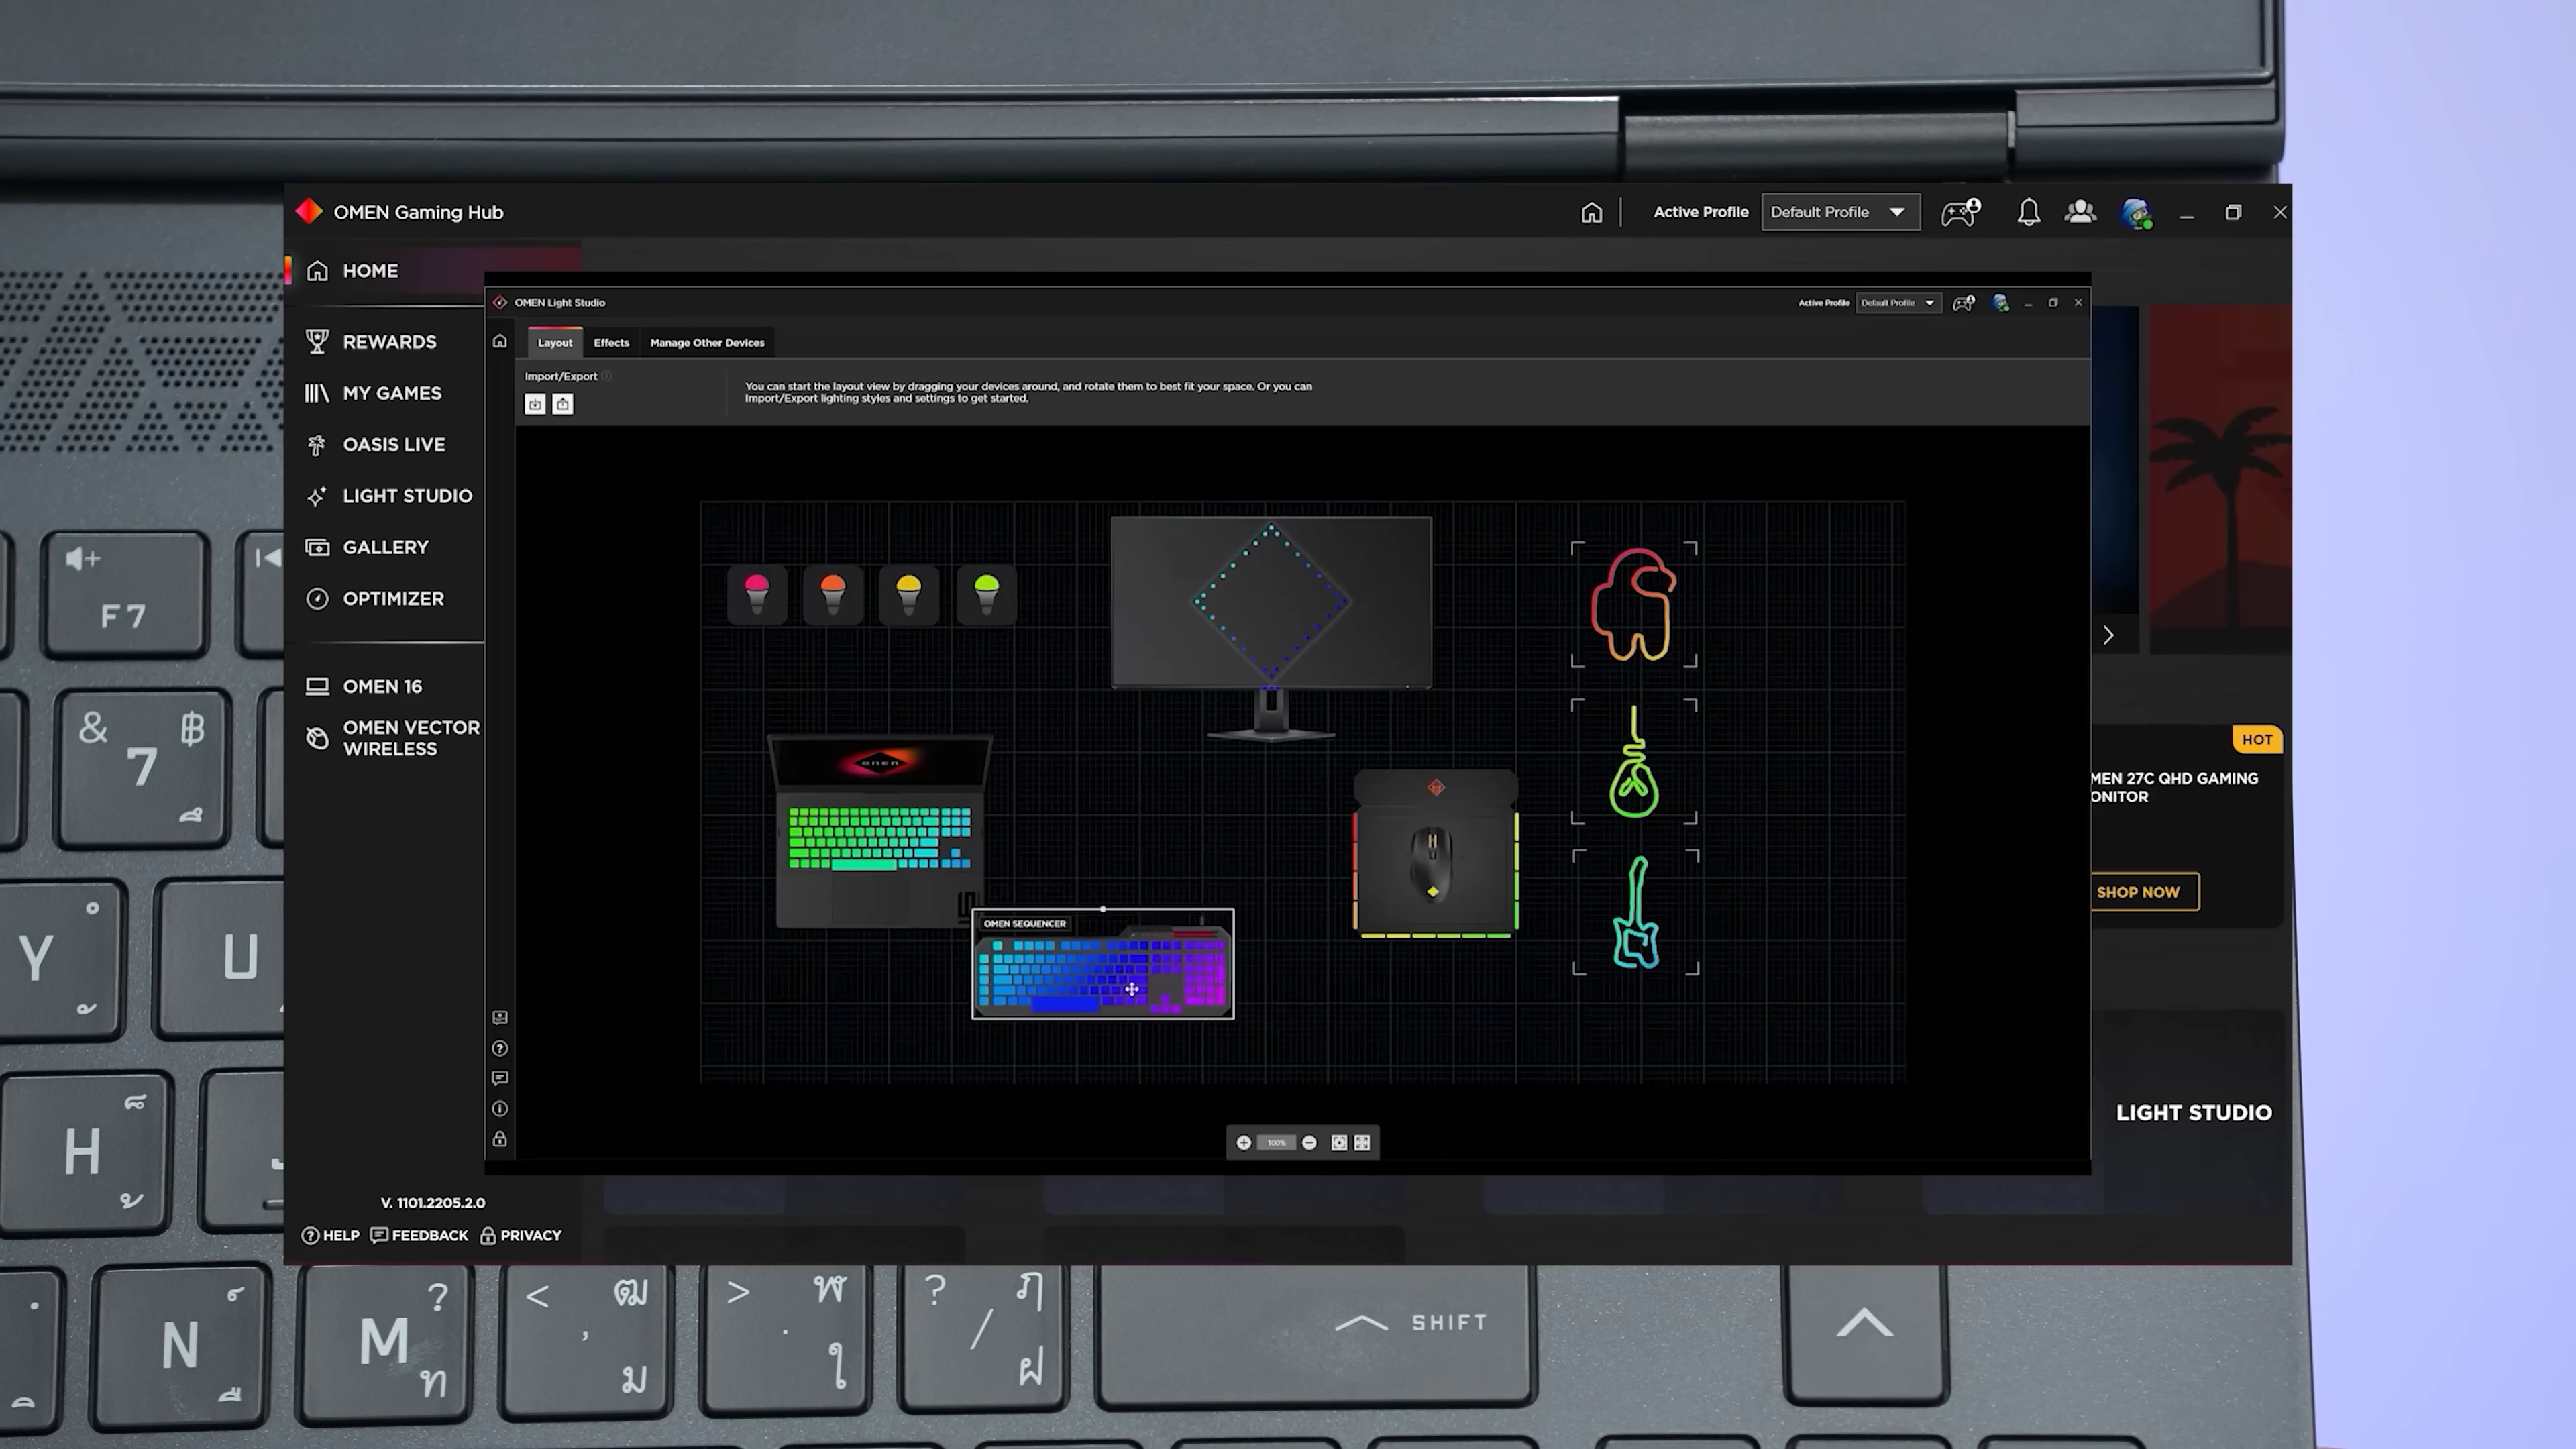 OMEN Gaming Hub
Active Profile
Default Profile
HOME
REWARDS
MY GAMES
OASIS LIVE
LIGHT STUDIO
GALLERY
OPTIMIZER
OMEN 16
OMEN VECTOR
WIRELESS
V. 1101.2205.2.0
HELP FEEDBACK PRIVACY
OMEN Light Studio
Active Profile Default Profile
Layout Effects Manage Other Devices
Import/Export
You can start the layout view by dragging your devices around, and rotate them to best fit your space. Or you can
Import/Export lighting styles and settings to get started.
OMEN
OMEN SEQUENCER
100%
HOT
MEN 27C QHD GAMING
ONITOR
SHOP NOW
LIGHT STUDIO
F7
& ฿
7
Y
U
H
N
M ?
ท
< ฒ
, ม
> ฬ
. ใ
? ฦ
/ ฝ
SHIFT